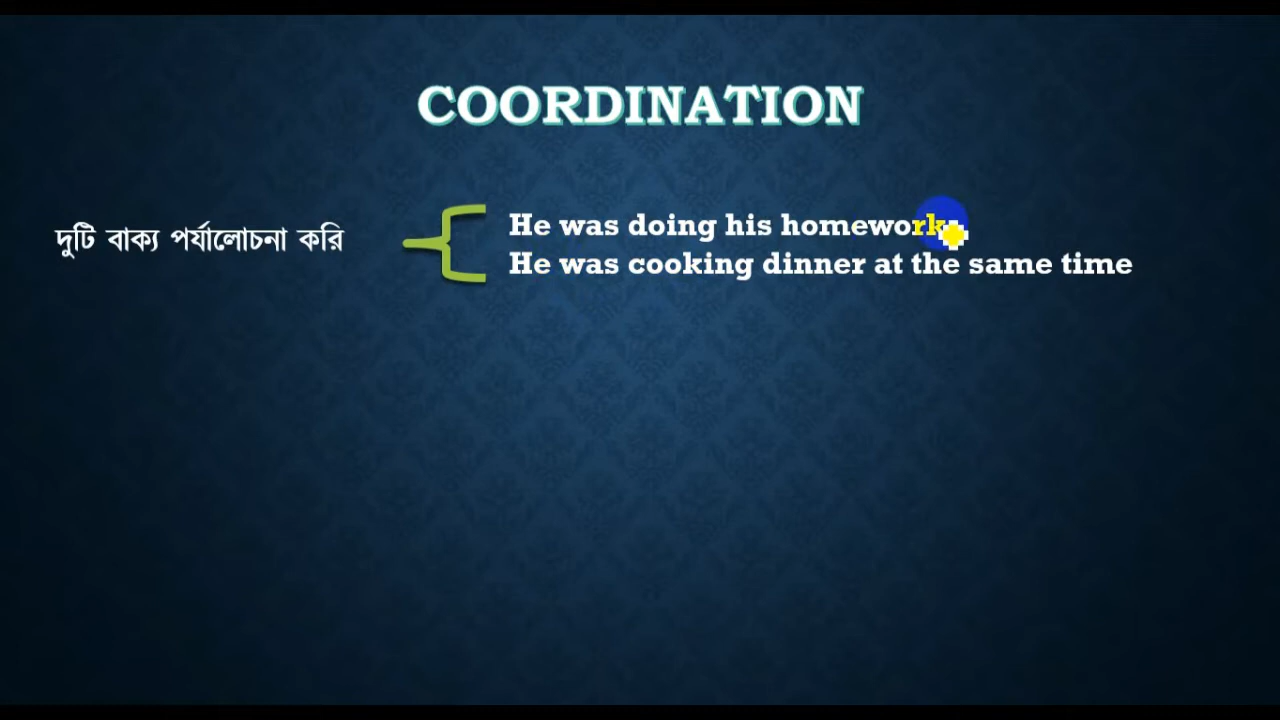 COORDINATION
দুটি বাক্য পর্যালোচনা করি
He was doing his homework
He was cooking dinner at the same time